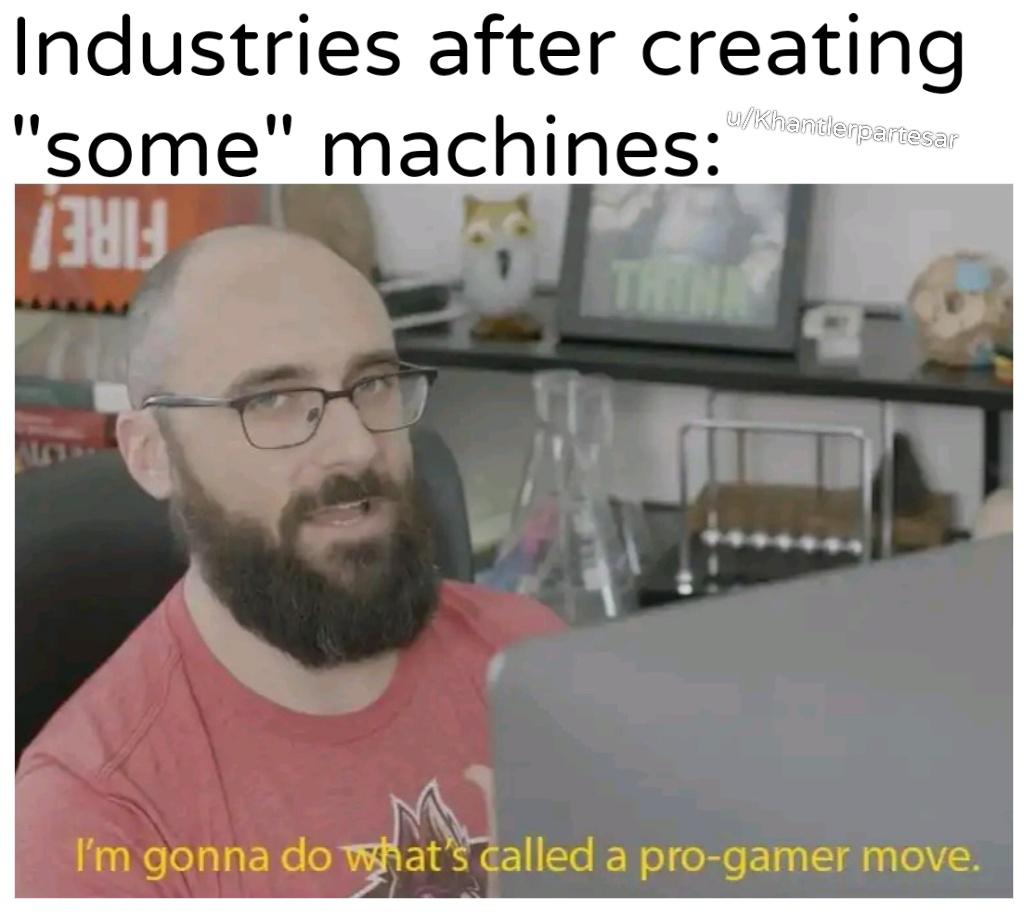 Industries after creating
"some" machines:
u/Khantlerpartesar
FIRE!
THINK
I'm gonna do what's called a pro-gamer move.